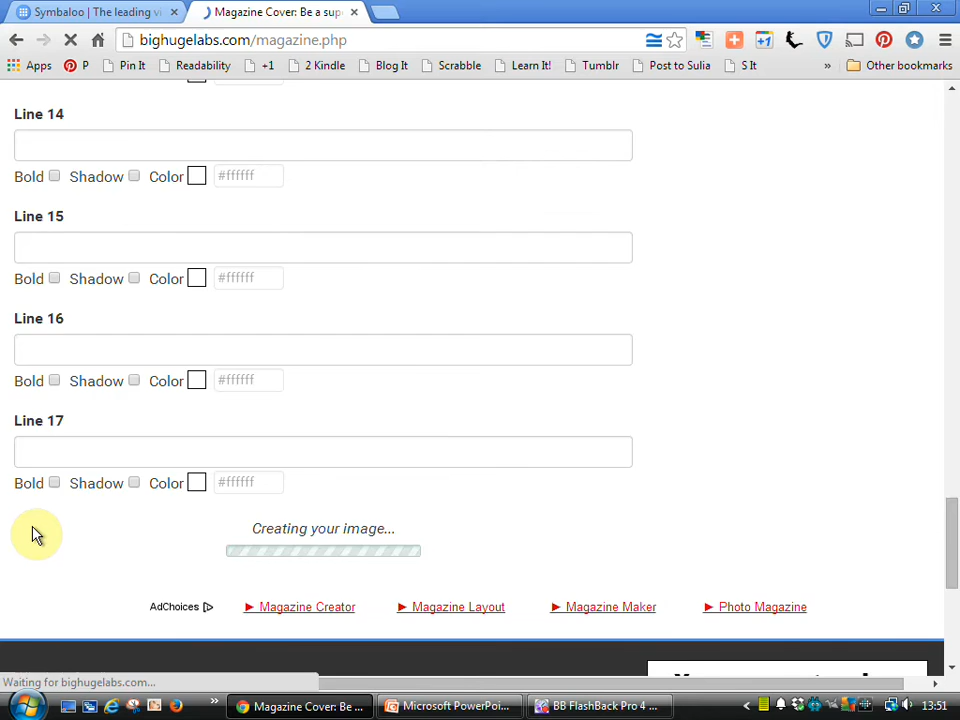 Symbaloo | The leading vi
Magazine Cover: Be a sup
bighugelabs.com/magazine.php
Apps
P
Pin It
Readability
+1
2 Kindle
Blog It
Scrabble
Learn It!
Tumblr
Post to Sulia
S It
»
Other bookmarks
Line 14
Bold Shadow Color #ffffff
Line 15
Bold Shadow Color #ffffff
Line 16
Bold Shadow Color #ffffff
Line 17
Bold Shadow Color #ffffff
Creating your image...
AdChoices
Magazine Creator
Magazine Layout
Magazine Maker
Photo Magazine
Waiting for bighugelabs.com...
Magazine Cover: Be ...
Microsoft PowerPoi...
BB FlashBack Pro 4 ...
13:51